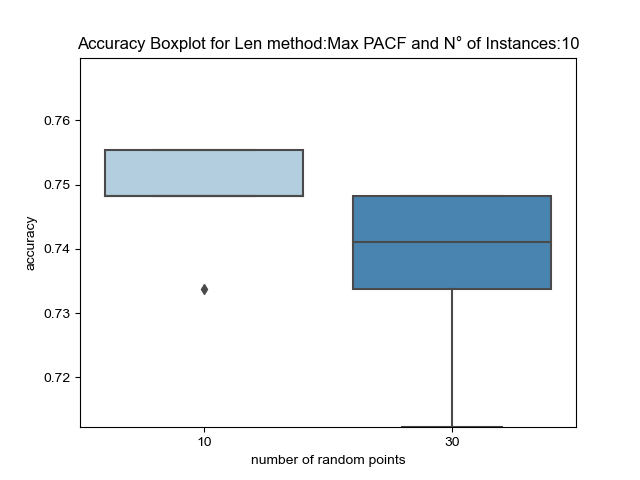 Accuracy Boxplot for Len method:Max PACF and N° of Instances:10
0.76
0.75
0.74
0.73
0.72
accuracy
10
30
number of random points